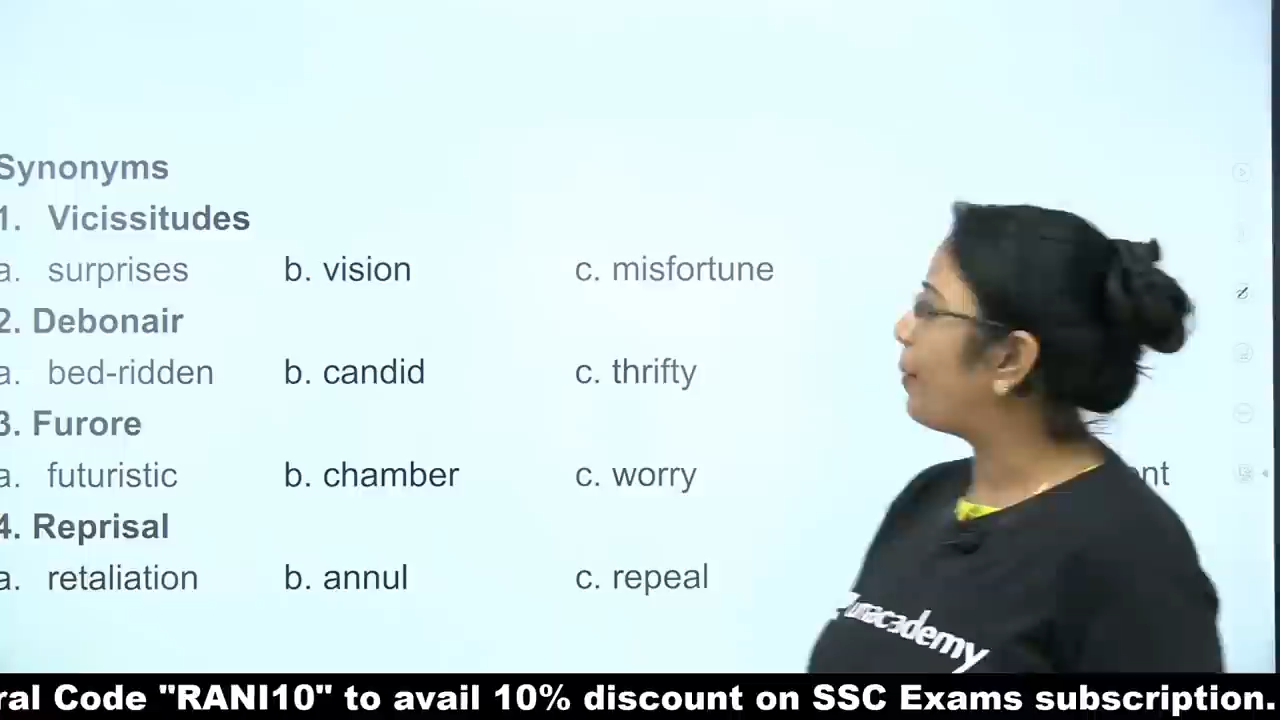 Synonyms
1. Vicissitudes
a. surprises b. vision c. misfortune
2. Debonair
a. bed-ridden b. candid c. thrifty
3. Furore
a. futuristic b. chamber c. worry
4. Reprisal
a. retaliation b. annul c. repeal
unacademy
Code "RANI10" to avail 10% discount on SSC Exams subscription.